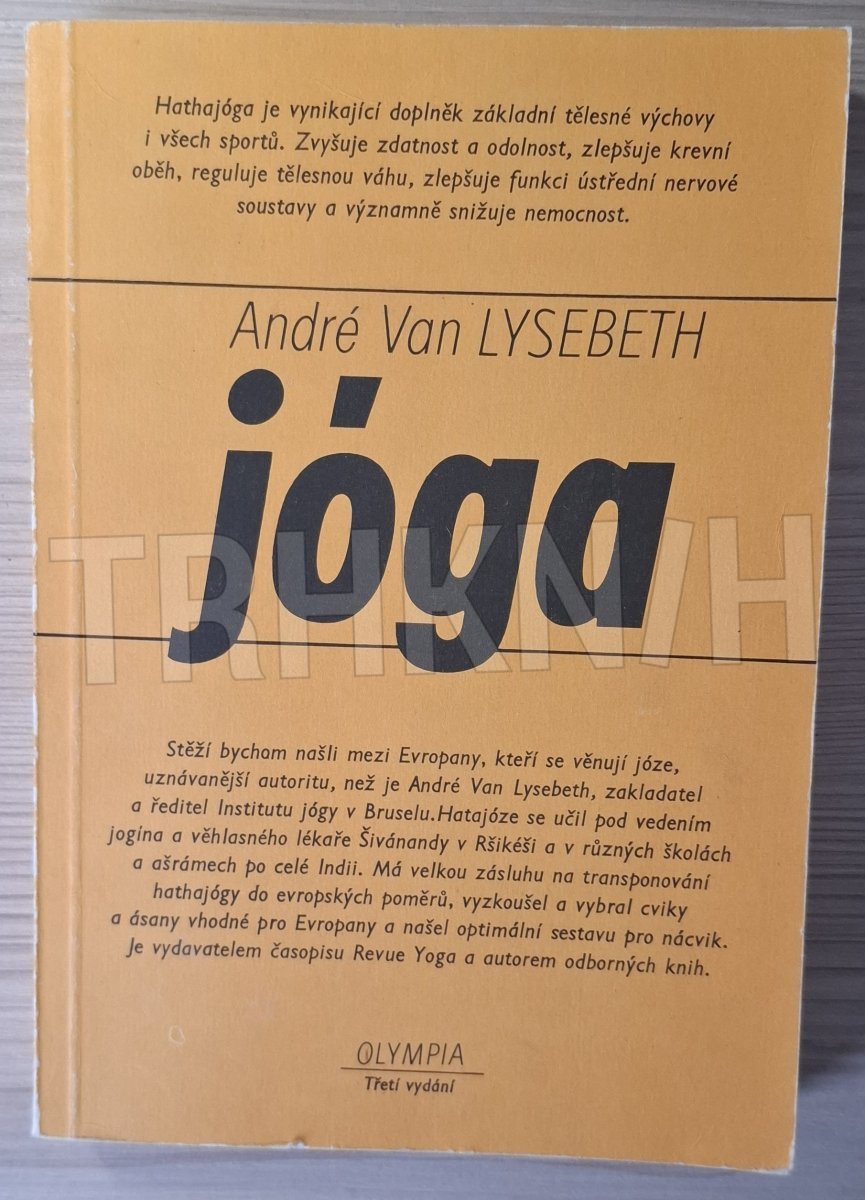 Hathajóga je vynikající doplněk základní tělesné výchovy
i všech sportů. Zvyšuje zdatnost a odolnost, zlepšuje krevní
oběh, reguluje tělesnou váhu, zlepšuje funkci ústřední nervové
soustavy a významně snižuje nemocnost.
André Van LYSEBETH
jóga
TRHKNIH
Stěží bychom našli mezi Evropany, kteří se věnují józe,
uznávanější autoritu, než je André Van Lysebeth, zakladatel
a ředitel Institutu jógy v Bruselu.Hatajóze se učil pod vedením
jogína a věhlasného lékaře Šivánandy v Ršikéši a v různých školách
a ašrámech po celé Indii. Má velkou zásluhu na transponování
hathajógy do evropských poměrů, vyzkoušel a vybral cviky
a ásany vhodné pro Evropany a našel optimální sestavu pro nácvik.
Je vydavatelem časopisu Revue Yoga a autorem odborných knih.
OLYMPIA
Třetí vydání